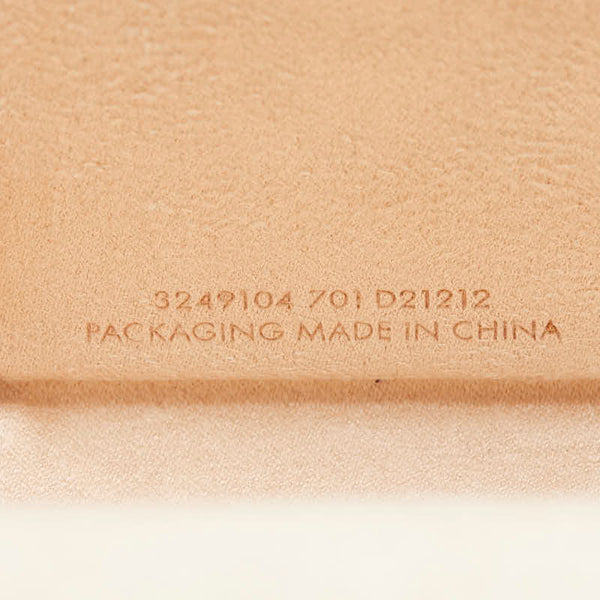 3249104 701 D21212
PACKAGING MADE IN CHINA